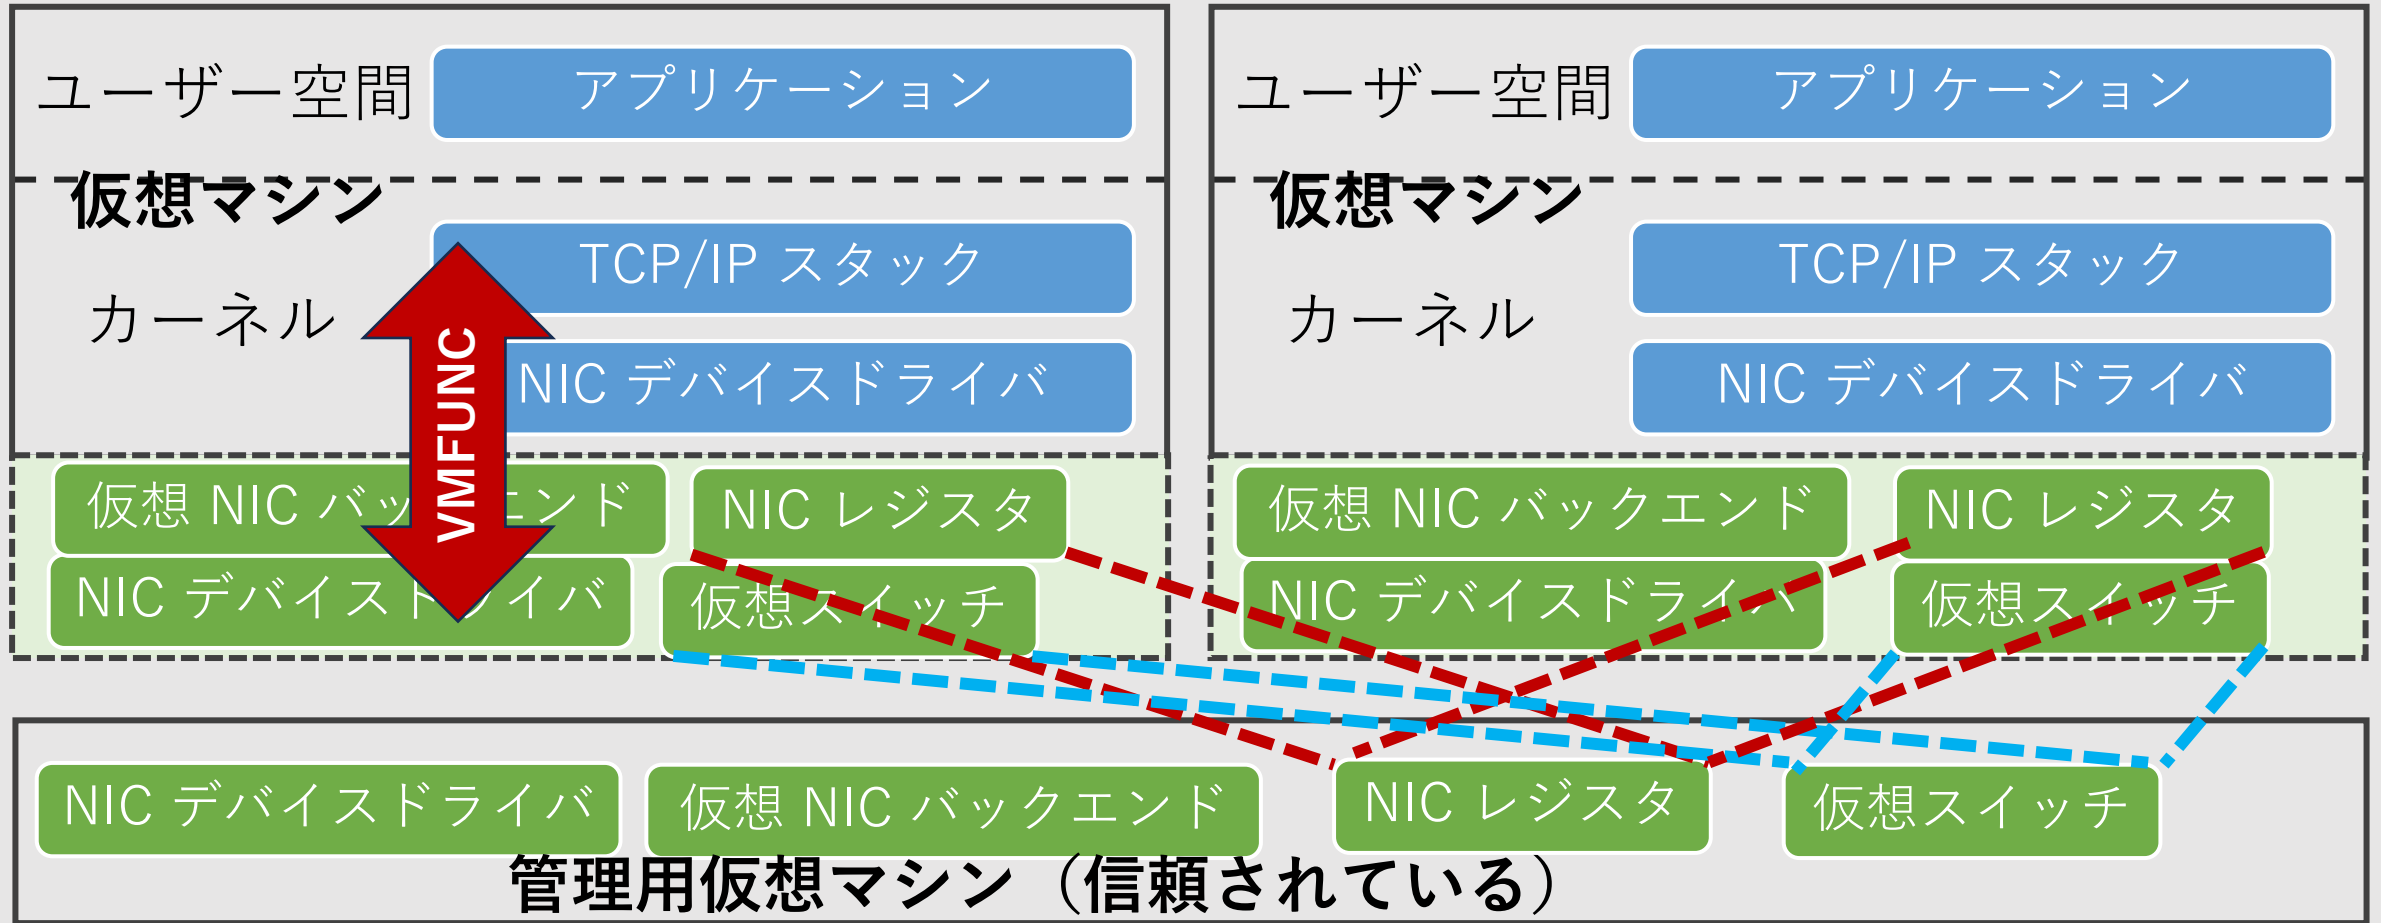 ユーザー空間
アプリケーション
仮想マシン
TCP/IP スタック
カーネル
NIC デバイスドライバ
VMFUNC
仮想 NIC バックエンド
NIC レジスタ
NIC デバイスドライバ
仮想スイッチ
ユーザー空間
アプリケーション
仮想マシン
TCP/IP スタック
カーネル
NIC デバイスドライバ
仮想 NIC バックエンド
NIC レジスタ
NIC デバイスドライバ
仮想スイッチ
NIC デバイスドライバ
仮想 NIC バックエンド
NIC レジスタ
仮想スイッチ
管理用仮想マシン（信頼されている）